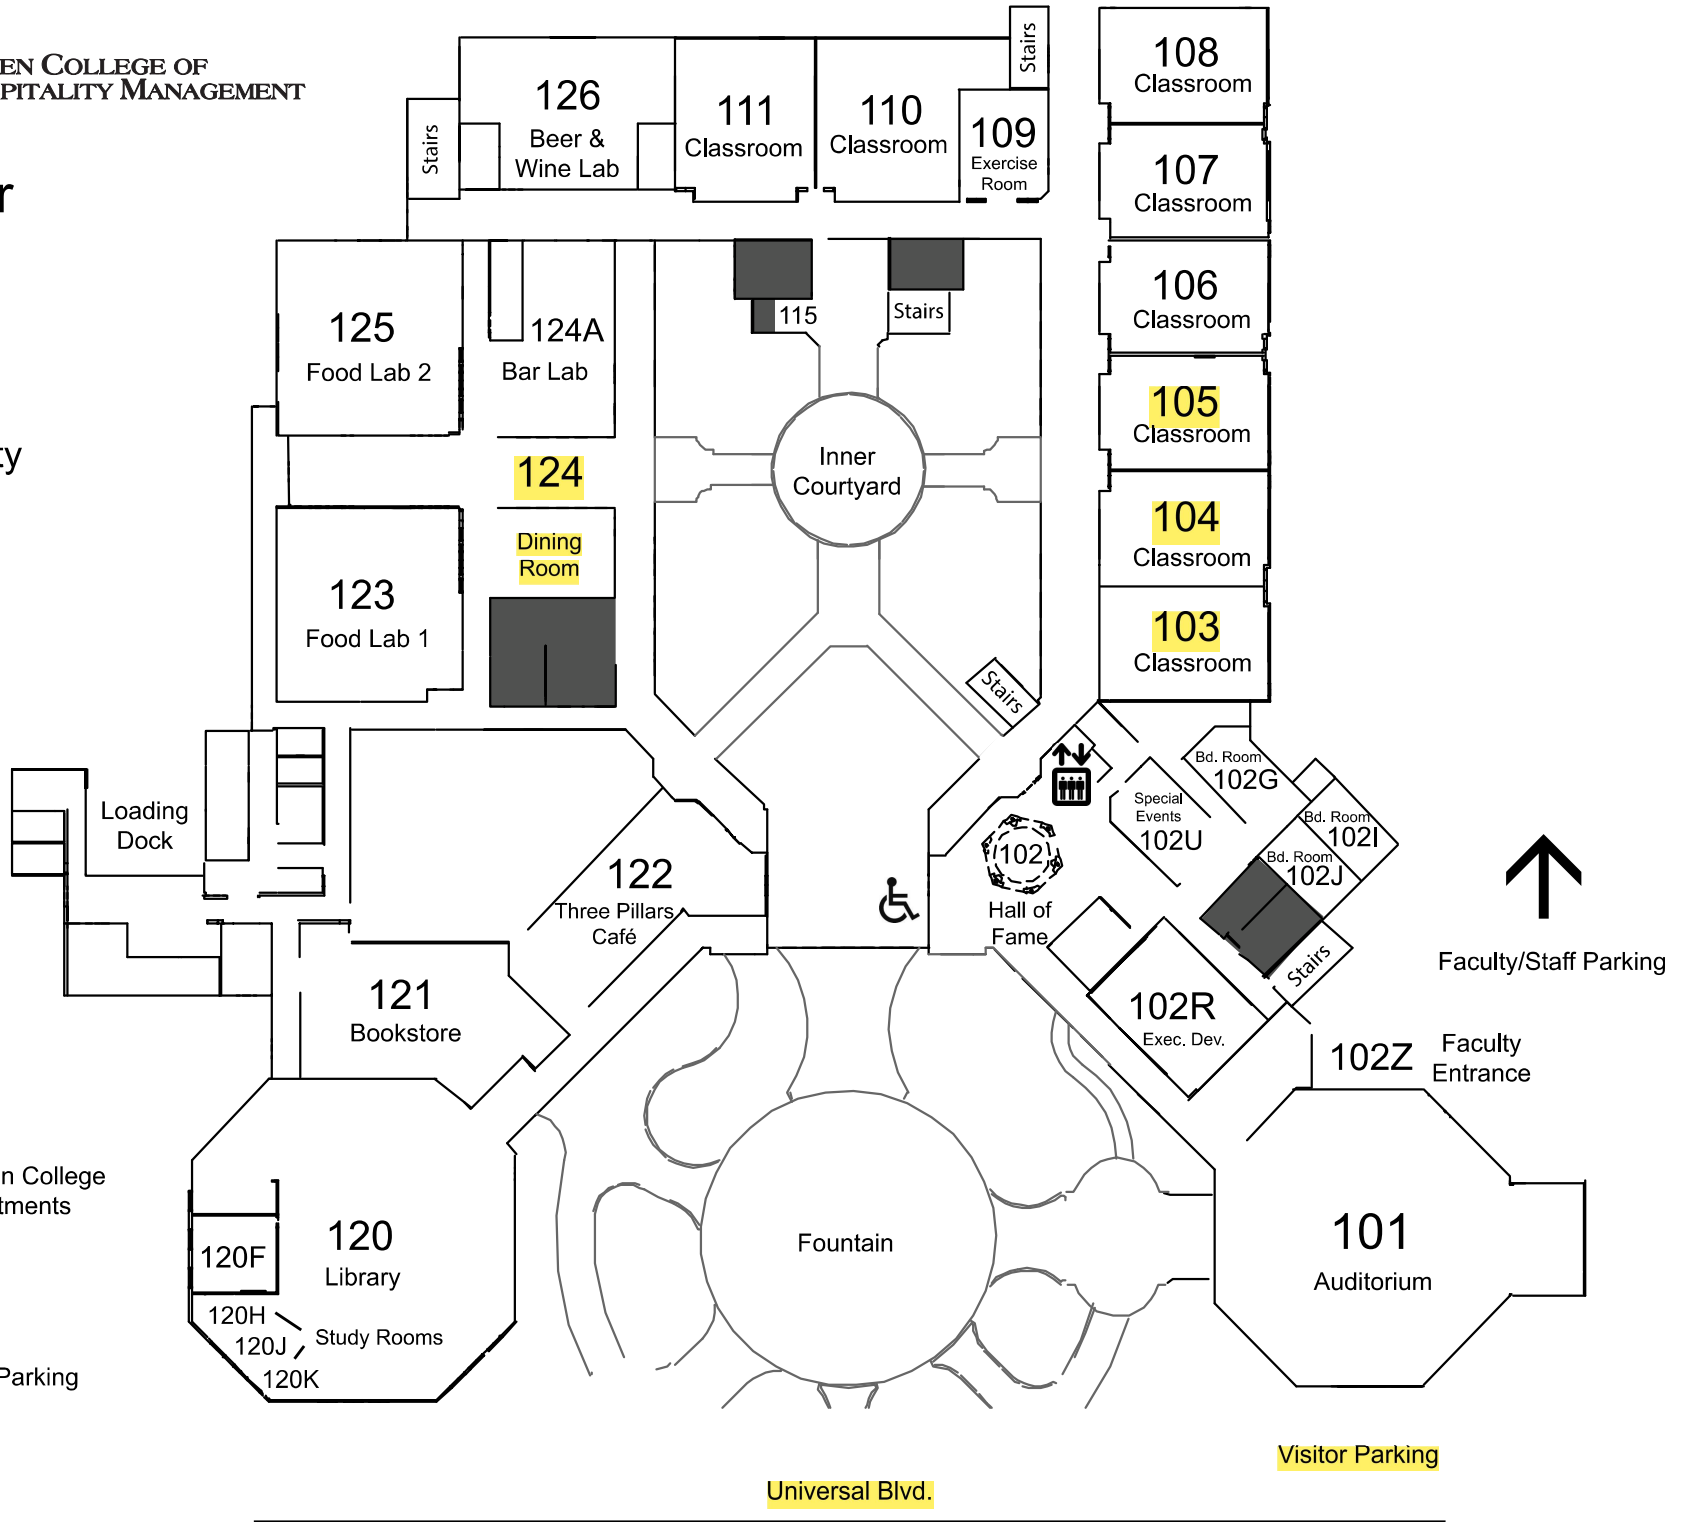 EN COLLEGE OF
PITALITY MANAGEMENT
r
ty
n College
tments
Parking
108
Classroom
107
Classroom
106
Classroom
105
Classroom
104
Classroom
103
Classroom
Stairs
126
Beer &
Wine Lab
111
Classroom
110
Classroom
109
Exercise
Room
Stairs
125
Food Lab 2
124A
Bar Lab
115
Stairs
Inner
Courtyard
124
Dining
Room
123
Food Lab 1
Stairs
Loading
Dock
122
Three Pillars
Café
102
Hall of
Fame
Special
Events
102U
Bd. Room
102G
Bd. Room
102I
Bd. Room
102J
Stairs
Faculty/Staff Parking
121
Bookstore
102R
Exec. Dev.
102Z
Faculty
Entrance
120
Library
120F
120H
120J
120K
Study Rooms
Fountain
101
Auditorium
Visitor Parking
Universal Blvd.